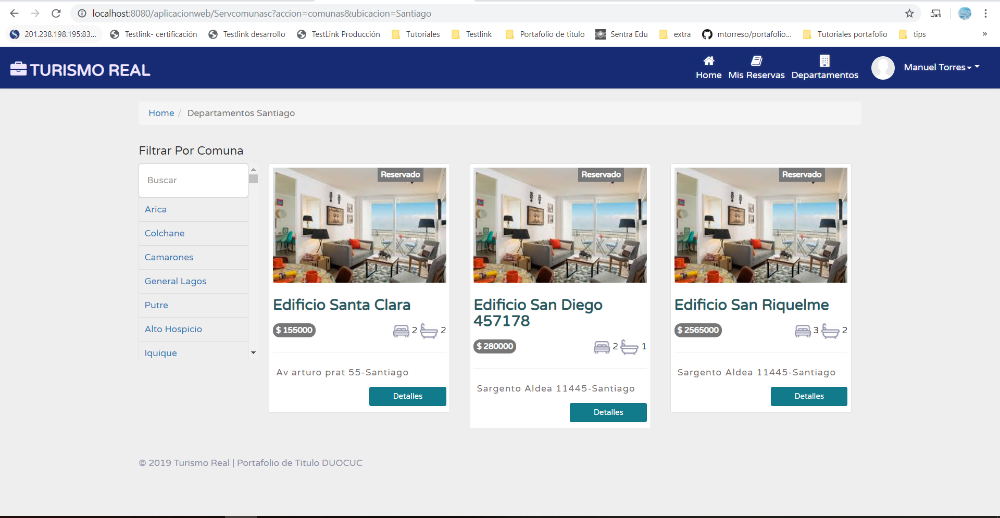 localhost:8080/aplicacionweb/Servcomunasc?accion=comunas&ubicacion=Santiago
201.238.198.195:83... Testlink- certificación Testlink desarrollo TestLink Producción Tutoriales Testlink Portafolio de titulo Sentra Edu extra mtorreso/portafolio... Tutoriales portafolio tips »
TURISMO REAL
Home Mis Reservas Departamentos Manuel Torres
Home / Departamentos Santiago
Filtrar Por Comuna
Buscar
Arica
Colchane
Camarones
General Lagos
Putre
Alto Hospicio
Iquique
Reservado
Edificio Santa Clara
$ 155000 2 2
Av arturo prat 55-Santiago
Detalles
Reservado
Edificio San Diego
457178
$ 280000 2 1
Sargento Aldea 11445-Santiago
Detalles
Reservado
Edificio San Riquelme
$ 2565000 3 2
Sargento Aldea 11445-Santiago
Detalles
© 2019 Turismo Real | Portafolio de Titulo DUOCUC